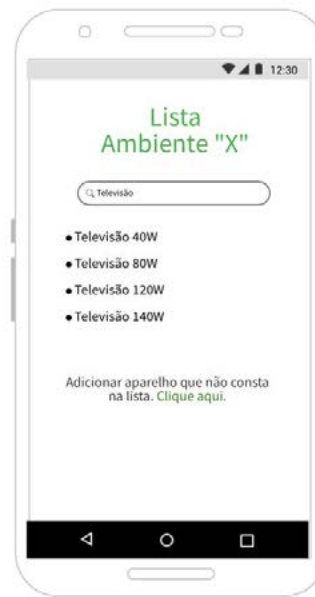 12:30
Lista
Ambiente "X"
Televisão
• Televisão 40W
• Televisão 80W
• Televisão 120W
• Televisão 140W
Adicionar aparelho que não consta
na lista. Clique aqui.